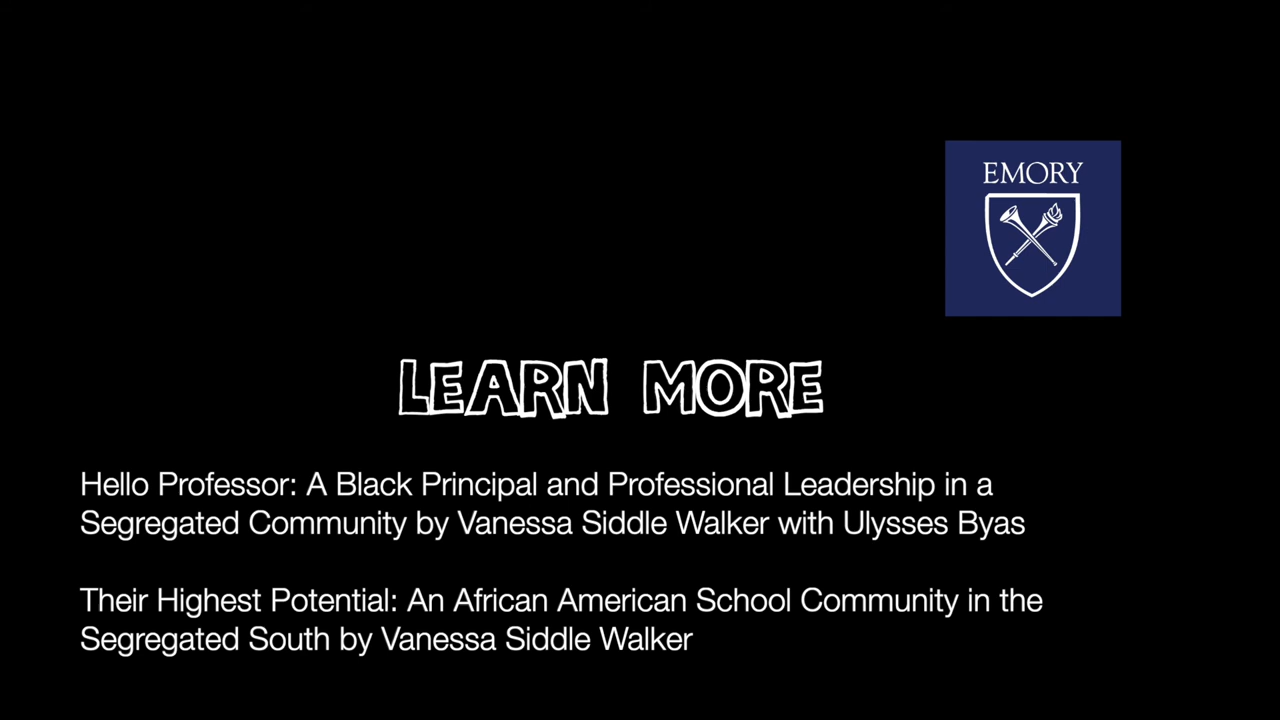 EMORY
LEARN MORE
Hello Professor: A Black Principal and Professional Leadership in a
Segregated Community by Vanessa Siddle Walker with Ulysses Byas
Their Highest Potential: An African American School Community in the
Segregated South by Vanessa Siddle Walker